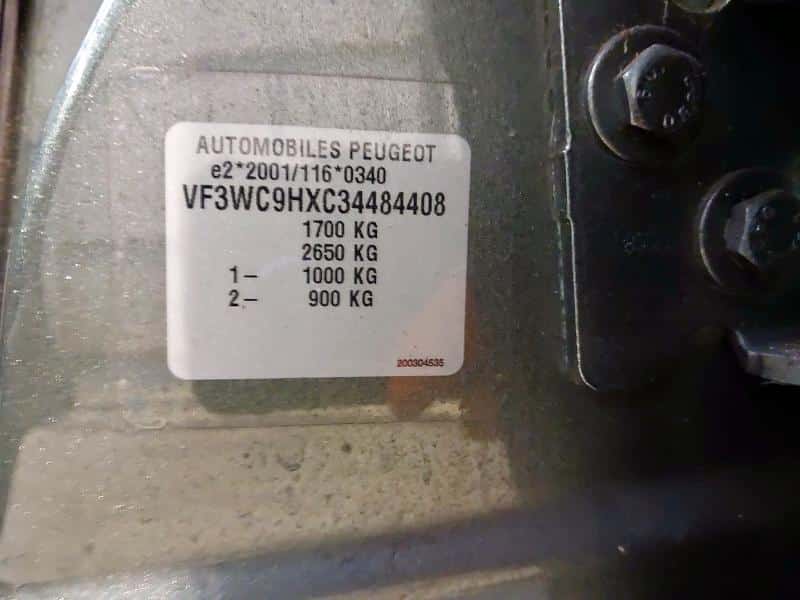 AUTOMOBILES PEUGEOT
e2*2001/116*0340
VF3WC9HXC34484408
1700 KG
2650 KG
1- 1000 KG
2- 900 KG
200304535